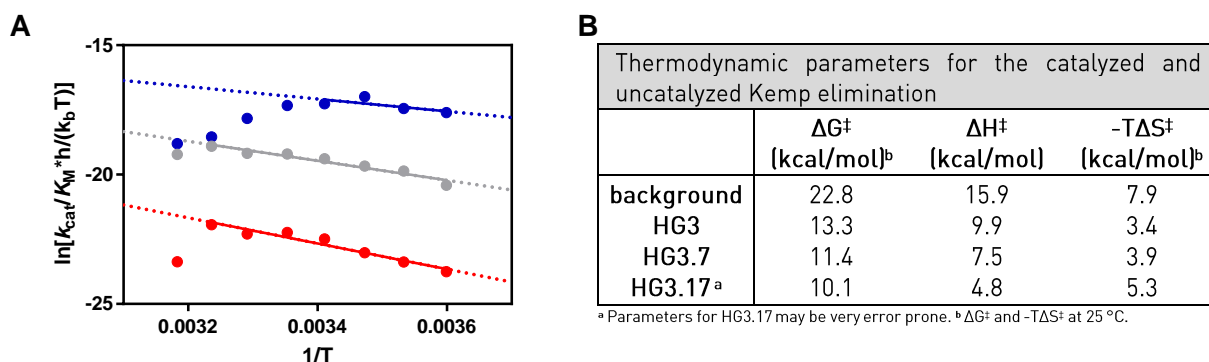 A
B
-15
-20
-25
ln[kcat/KM *h/(kbT)]
0.0032 0.0034 0.0036
1/T
Thermodynamic parameters for the catalyzed and
uncatalyzed Kemp elimination
ΔG‡ ΔH‡ -TΔS‡
(kcal/mol)ᵇ (kcal/mol) (kcal/mol)ᵇ
background 22.8 15.9 7.9
HG3 13.3 9.9 3.4
HG3.7 11.4 7.5 3.9
HG3.17ᵃ 10.1 4.8 5.3
ᵃ Parameters for HG3.17 may be very error prone. ᵇ ΔG‡ and -TΔS‡ at 25 °C.